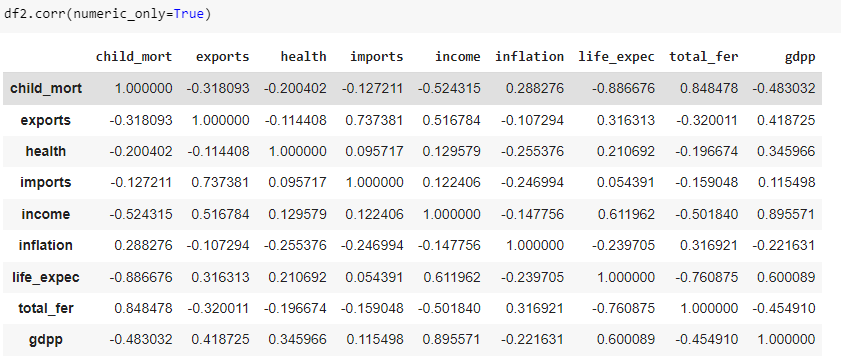 df2.corr(numeric_only=True)
child_mort exports health imports income inflation life_expec total_fer gdpp
child_mort 1.000000 -0.318093 -0.200402 -0.127211 -0.524315 0.288276 -0.886676 0.848478 -0.483032
exports -0.318093 1.000000 -0.114408 0.737381 0.516784 -0.107294 0.316313 -0.320011 0.418725
health -0.200402 -0.114408 1.000000 0.095717 0.129579 -0.255376 0.210692 -0.196674 0.345966
imports -0.127211 0.737381 0.095717 1.000000 0.122406 -0.246994 0.054391 -0.159048 0.115498
income -0.524315 0.516784 0.129579 0.122406 1.000000 -0.147756 0.611962 -0.501840 0.895571
inflation 0.288276 -0.107294 -0.255376 -0.246994 -0.147756 1.000000 -0.239705 0.316921 -0.221631
life_expec -0.886676 0.316313 0.210692 0.054391 0.611962 -0.239705 1.000000 -0.760875 0.600089
total_fer 0.848478 -0.320011 -0.196674 -0.159048 -0.501840 0.316921 -0.760875 1.000000 -0.454910
gdpp -0.483032 0.418725 0.345966 0.115498 0.895571 -0.221631 0.600089 -0.454910 1.000000